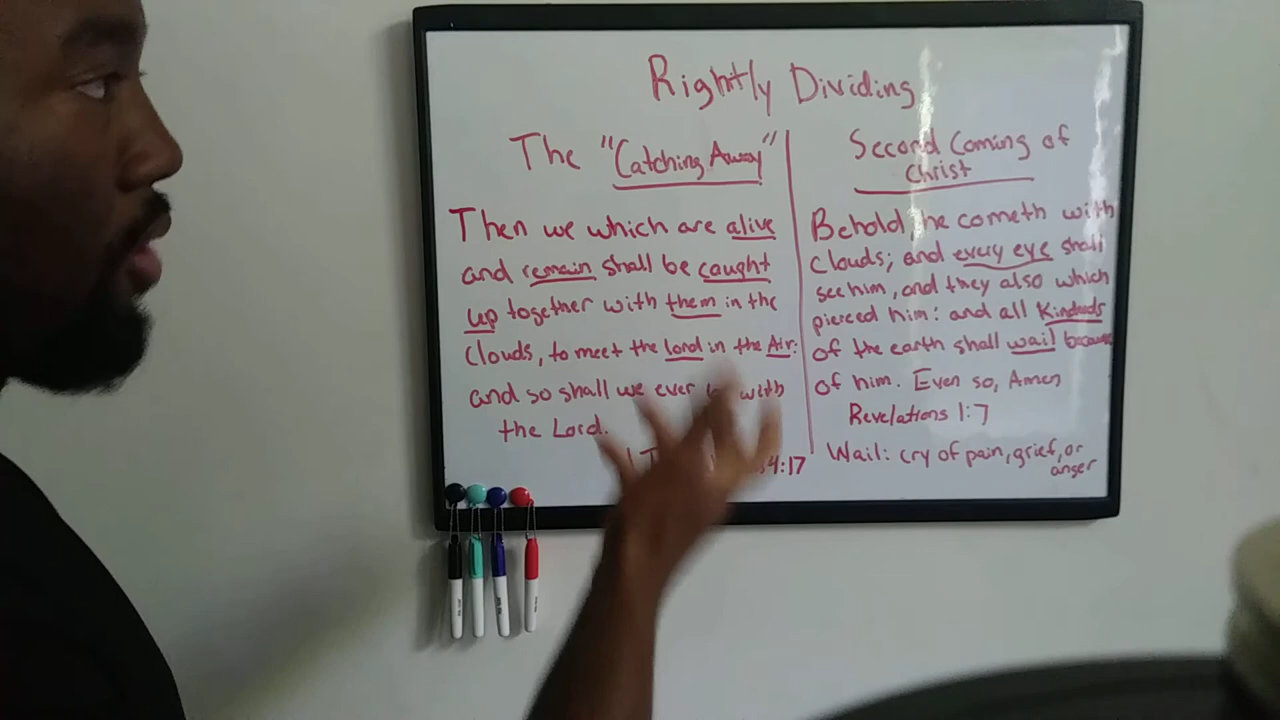 Rightly Dividing
The "Catching Away"
Then we which are alive
and remain shall be caught
up together with them in the
Clouds, to meet the lord in the Air:
and so shall we ever with
the Lord.
4:17
Second Coming of
Christ
Behold, he cometh with
Clouds; and every eye shall
see him, and they also which
pierced him: and all Kindreds
of the earth shall wail because
of him. Even so, Amen
Revelations 1:7
Wail: cry of pain, grief, or
anger